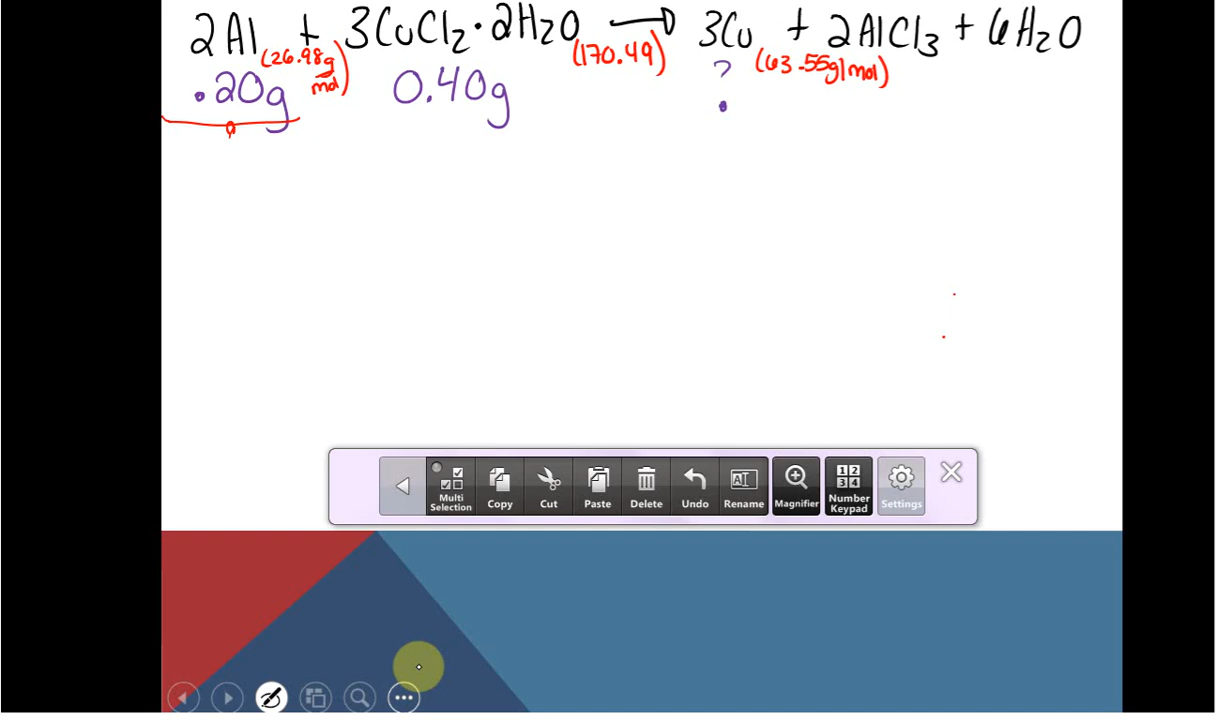 2Al + 3CuCl2·2H2O → 3Cu + 2AlCl3 + 6H2O
(26.98g/mol) (170.49) (63.55g/mol)
.20g 0.40g ?
Multi Selection Copy Cut Paste Delete Undo Rename Magnifier Number Keypad Settings